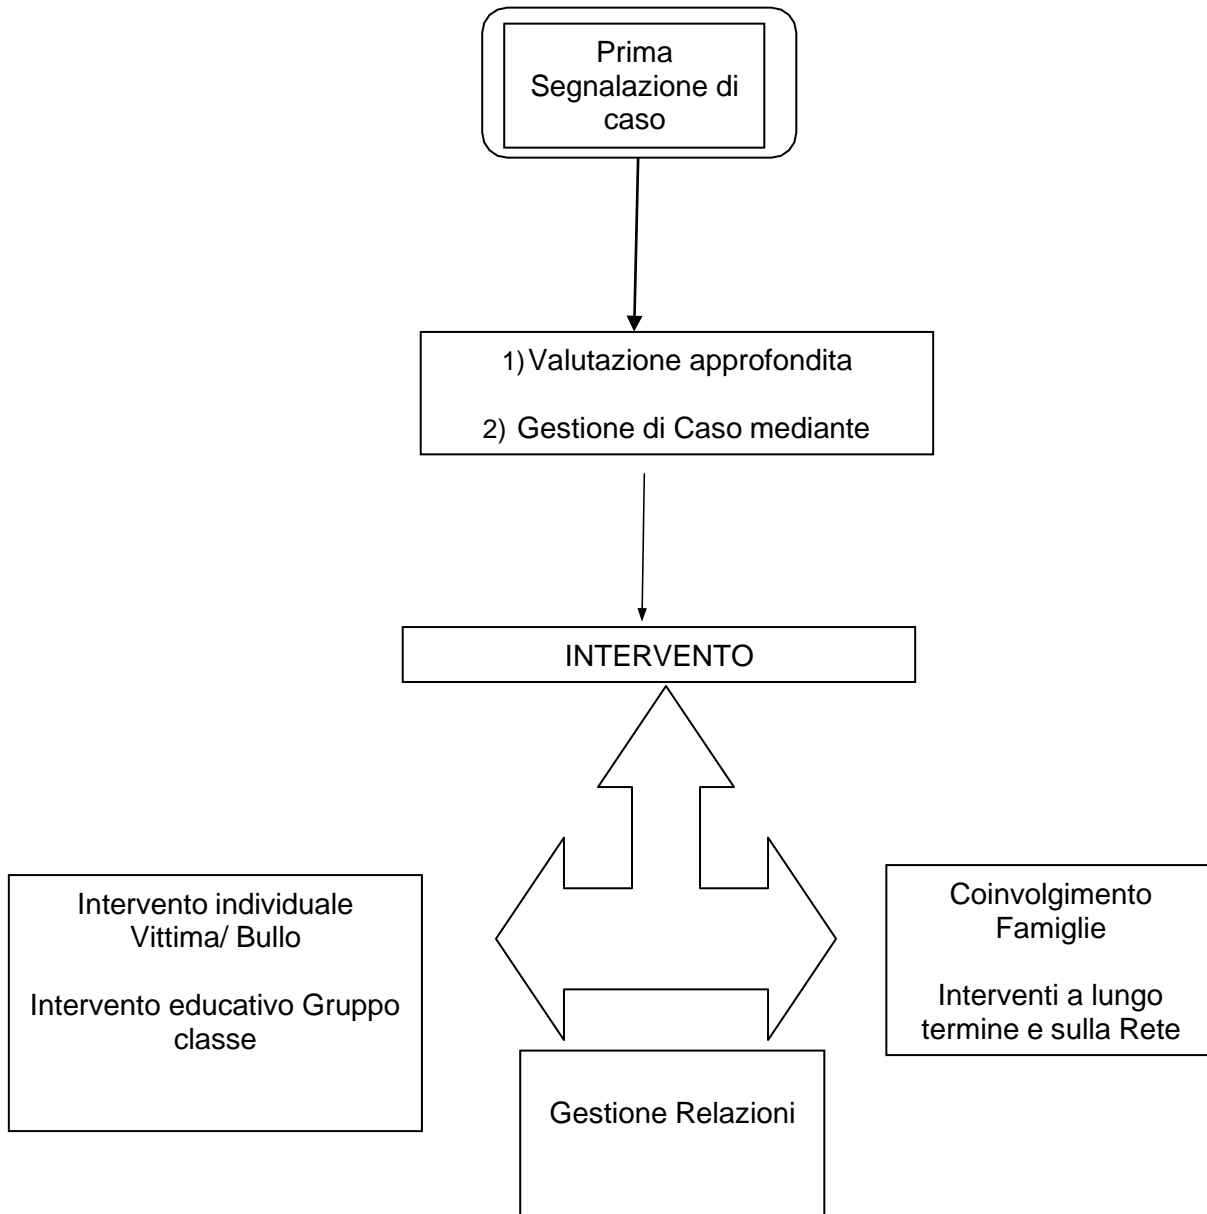 Prima
Segnalazione di
caso
1) Valutazione approfondita
2) Gestione di Caso mediante
INTERVENTO
Intervento individuale
Vittima/ Bullo
Intervento educativo Gruppo
classe
Coinvolgimento
Famiglie
Interventi a lungo
termine e sulla Rete
Gestione Relazioni